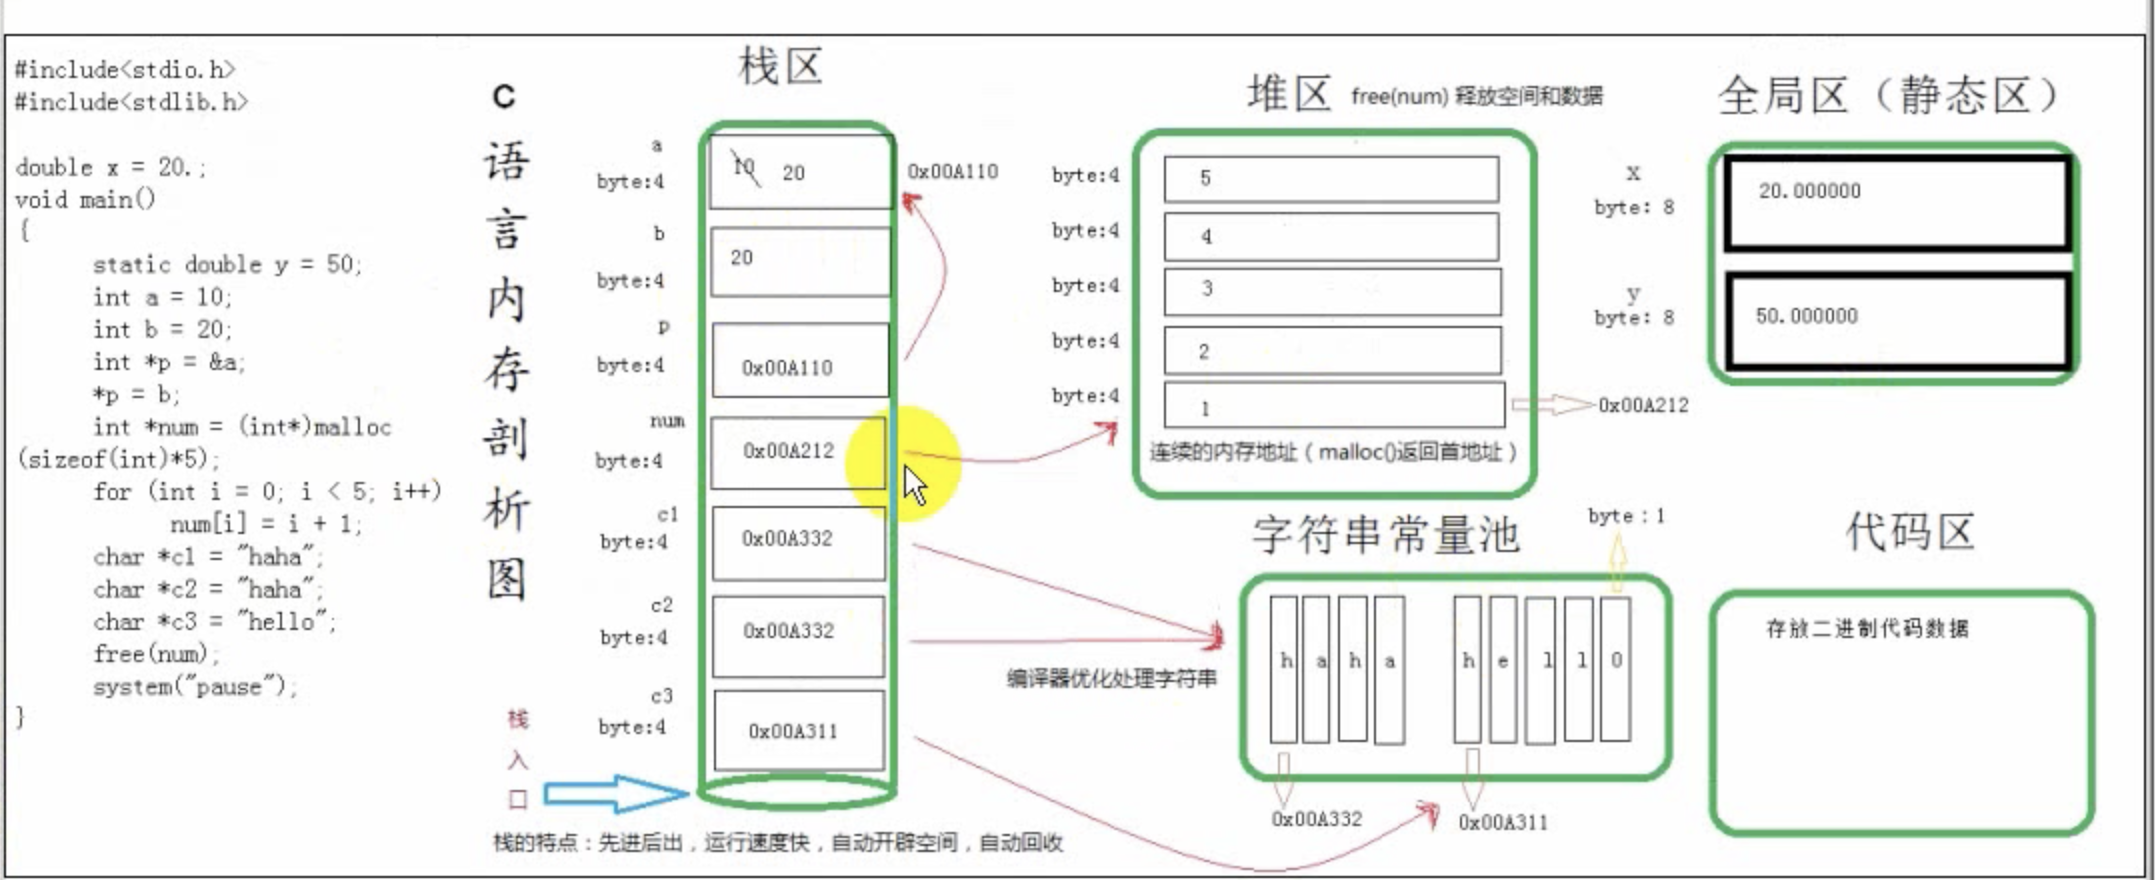 #include<stdio.h>
#include<stdlib.h>
double x = 20.;
void main()
{
static double y = 50;
int a = 10;
int b = 20;
int *p = &a;
*p = b;
int *num = (int*)malloc
(sizeof(int)*5);
for (int i = 0; i < 5; i++)
num[i] = i + 1;
char *c1 = "haha";
char *c2 = "haha";
char *c3 = "hello";
free(num);
system("pause");
}
C语言内存剖析图
栈入口
栈区
a
byte:4
10 20
0x00A110
b
byte:4
20
p
byte:4
0x00A110
num
byte:4
0x00A212
c1
byte:4
0x00A332
c2
byte:4
0x00A332
c3
byte:4
0x00A311
栈的特点：先进后出，运行速度快，自动开辟空间，自动回收
堆区 free(num) 释放空间和数据
byte:4 5
byte:4 4
byte:4 3
byte:4 2
byte:4 1
0x00A212
连续的内存地址（malloc()返回首地址）
全局区（静态区）
x
byte: 8
20.000000
y
byte: 8
50.000000
字符串常量池
byte：1
h a h a h e l l 0
编译器优化处理字符串
0x00A332 0x00A311
代码区
存放二进制代码数据